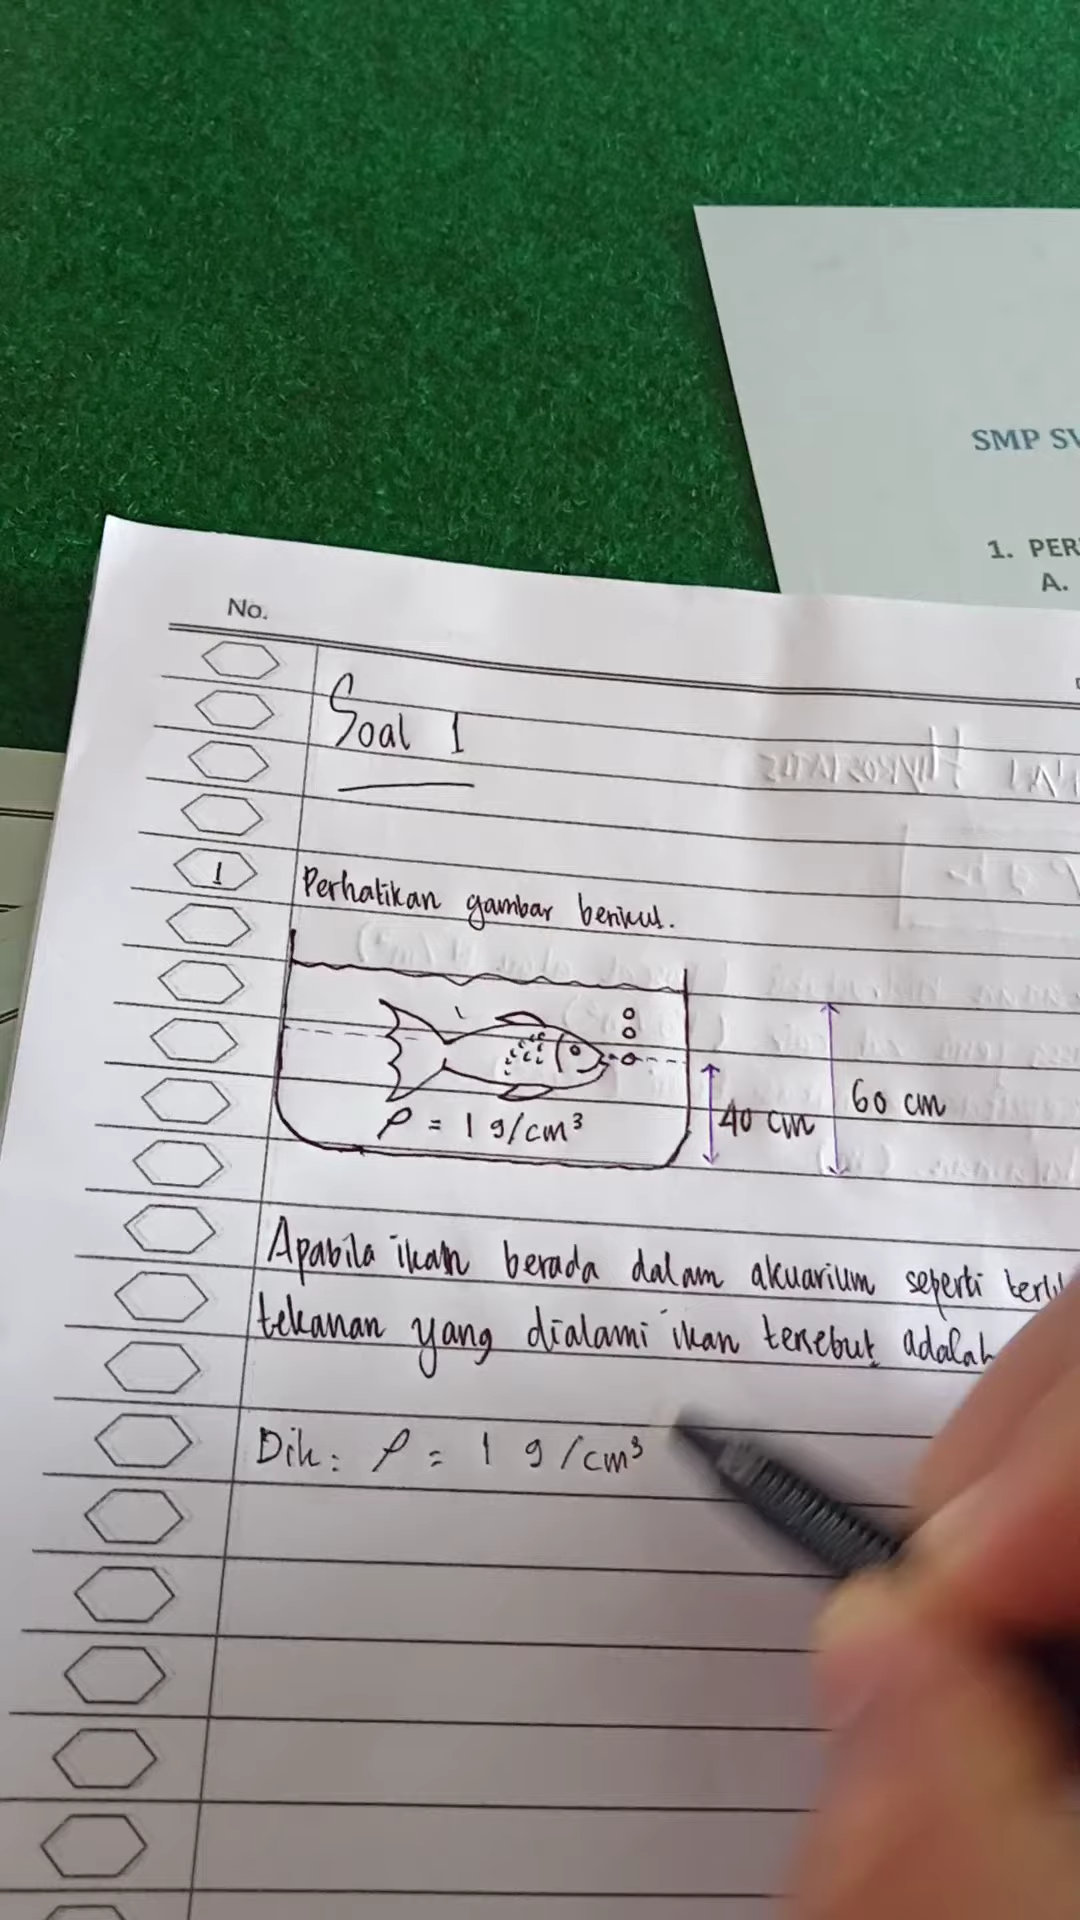 SMP
1. PER
A.
No.
Soal 1
1 Perhatikan gambar berikut.
ρ = 1 g/cm³
40 cm
60 cm
Apabila ikan berada dalam akuarium seperti
tekanan yang dialami ikan tersebut adalah
Dik: ρ = 1 g/cm³